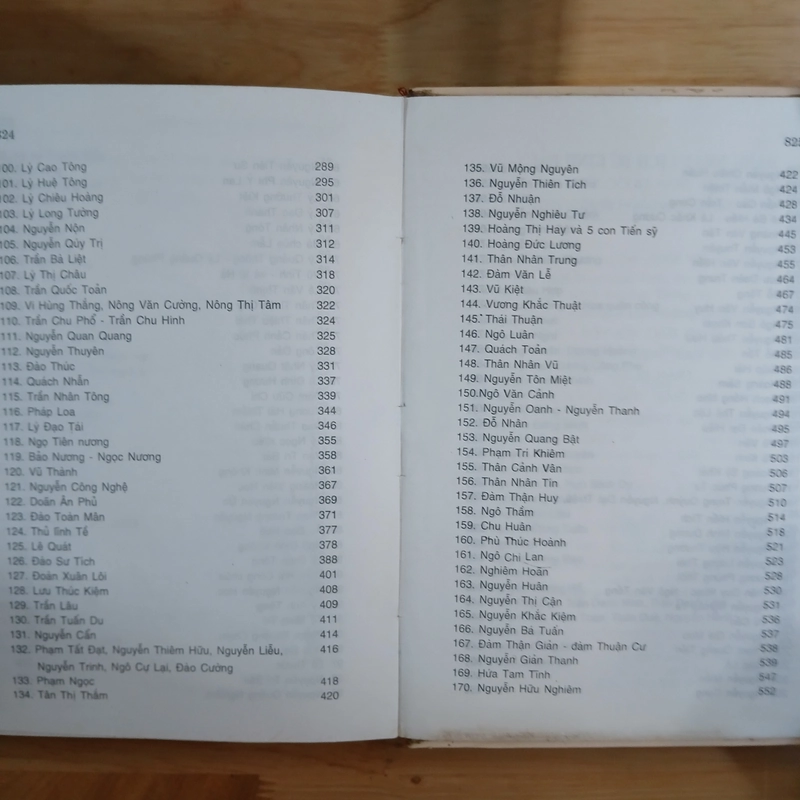 824
100. Lý Cao Tông 289
101. Lý Huệ Tông 295
102. Lý Chiêu Hoàng 301
103. Lý Long Tường 307
104. Nguyễn Nộn 311
105. Nguyễn Qúy Trị 312
106. Trần Bá Liệt 314
107. Lý Thị Châu 318
108. Trần Quốc Toản 320
109. Vi Hùng Thắng, Nông Văn Cường, Nông Thị Tâm 322
110. Trần Chu Phổ - Trần Chu Hinh 324
111. Nguyễn Quan Quang 325
112. Nguyễn Thuyên 328
113. Đào Thúc 331
114. Quách Nhẫn 337
115. Trần Nhân Tông 339
116. Pháp Loa 344
117. Lý Đạo Tái 346
118. Ngọ Tiên nương 355
119. Bảo Nương - Ngọc Nương 358
120. Vũ Thành 361
121. Nguyễn Công Nghệ 367
122. Doãn Ân Phủ 369
123. Đào Toàn Mân 371
124. Thủ lĩnh Tề 377
125. Lê Quát 378
126. Đào Sư Tích 388
127. Đoàn Xuân Lôi 401
128. Lưu Thúc Kiệm 408
129. Trần Lâu 409
130. Trần Tuấn Du 411
131. Nguyễn Cẩn 414
132. Phạm Tất Đạt, Nguyễn Thiêm Hữu, Nguyễn Liễu, 416
Nguyễn Trinh, Ngô Cự Lại, Đào Cường
133. Phạm Ngọc 418
134. Tân Thị Thảm 420
825
135. Vũ Mộng Nguyên 422
136. Nguyễn Thiên Tích 424
137. Đỗ Nhuận 428
138. Nguyễn Nghiêu Tư 434
139. Hoàng Thị Hay và 5 con Tiến sỹ 445
140. Hoàng Đức Lương 453
141. Thân Nhân Trung 455
142. Đàm Văn Lễ 464
143. Vũ Kiệt 467
144. Vương Khắc Thuật 474
145. Thái Thuận 475
146. Ngô Luân 481
147. Quách Toản 485
148. Thân Nhân Vũ 486
149. Nguyễn Tôn Miệt 488
150.Ngô Văn Cảnh 491
151. Nguyễn Oanh - Nguyễn Thanh 494
152. Đỗ Nhân 495
153. Nguyễn Quang Bật 497
154. Phạm Tri Khiêm 503
155. Thân Cảnh Vân 506
156. Thân Nhân Tín 507
157. Đàm Thận Huy 510
158. Ngô Thầm 514
159. Chu Huân 518
160. Phù Thúc Hoành 521
161. Ngô Chi Lan 523
162. Nghiêm Hoãn 528
163. Nguyễn Huân 530
164. Nguyễn Thị Cận 531
165. Nguyễn Khắc Kiệm 536
166. Nguyễn Bá Tuấn 537
167. Đàm Thận Giản - đàm Thuận Cư 538
168. Nguyễn Giản Thanh 539
169. Hứa Tam Tỉnh 547
170. Nguyễn Hữu Nghiêm 552